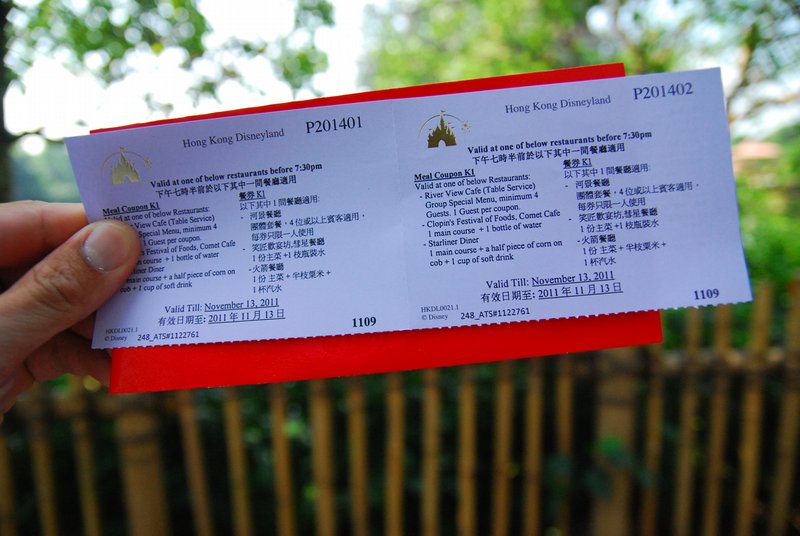 Hong Kong Disneyland
P201401
Valid at one of below restaurants before 7:30pm
下午七時半前於以下其中一間餐廳適用
Meal Coupon K1
Valid at one of below Restaurants:
View Cafe (Table Service)
Special Menu, minimum 4
1 Guest per coupon.
Festival of Foods, Comet Cafe
main course + 1 bottle of water
Diner
main course + a half piece of corn on
cob + 1 cup of soft drink
餐券 K1
以下其中 1 間餐廳適用:
- 河景餐廳
團體套餐，4 位或以上賓客適用，
每券只限一人使用
- 笑匠歡宴坊,彗星餐廳
1 份 主菜 +1 枝瓶裝水
- 火箭餐廳
1 份 主菜 + 半枝粟米 +
1 杯汽水
Valid Till: November 13, 2011
有效日期至: 2011 年 11 月 13 日
HKDL0021.1
© Disney
248_ATS#1122761
1109
Hong Kong Disneyland
P201402
Valid at one of below restaurants before 7:30pm
下午七時半前於以下其中一間餐廳適用
Meal Coupon K1
Valid at one of below Restaurants:
- River View Cafe (Table Service)
Group Special Menu, minimum 4
Guests. 1 Guest per coupon.
- Clopin's Festival of Foods, Comet Cafe
1 main course + 1 bottle of water
- Starliner Diner
1 main course + a half piece of corn on
cob + 1 cup of soft drink
餐券 K1
以下其中 1 間餐廳適用:
- 河景餐廳
團體套餐，4 位或以上賓客適用，
每券只限一人使用
- 笑匠歡宴坊,彗星餐廳
1 份 主菜 +1 枝瓶裝水
- 火箭餐廳
1 份 主菜 + 半枝粟米 +
1 杯汽水
Valid Till: November 13, 2011
有效日期至: 2011 年 11 月 13 日
HKDL0021.1
© Disney
248_ATS#1122761
1109